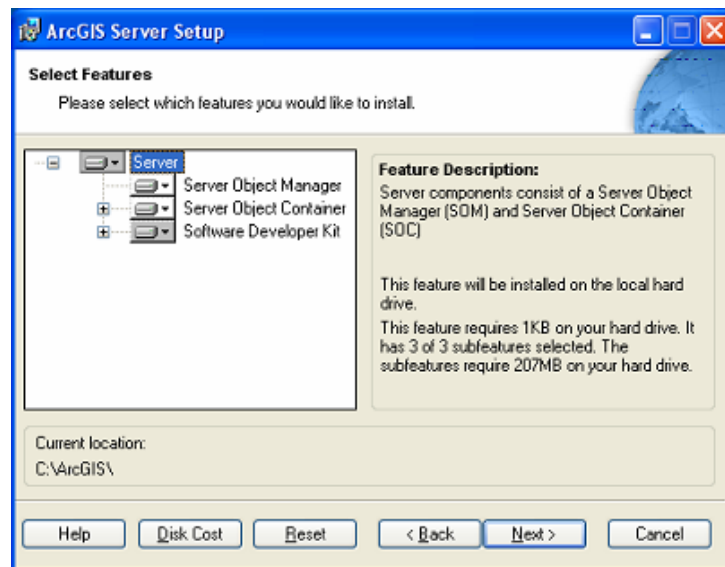 ArcGIS Server Setup
Select Features
Please select which features you would like to install.
Server
Server Object Manager
Server Object Container
Software Developer Kit
Feature Description:
Server components consist of a Server Object
Manager (SOM) and Server Object Container
(SOC)
This feature will be installed on the local hard
drive.
This feature requires 1KB on your hard drive. It
has 3 of 3 subfeatures selected. The
subfeatures require 207MB on your hard drive.
Current location:
C:\ArcGIS\
Help
Disk Cost
Reset
< Back
Next >
Cancel